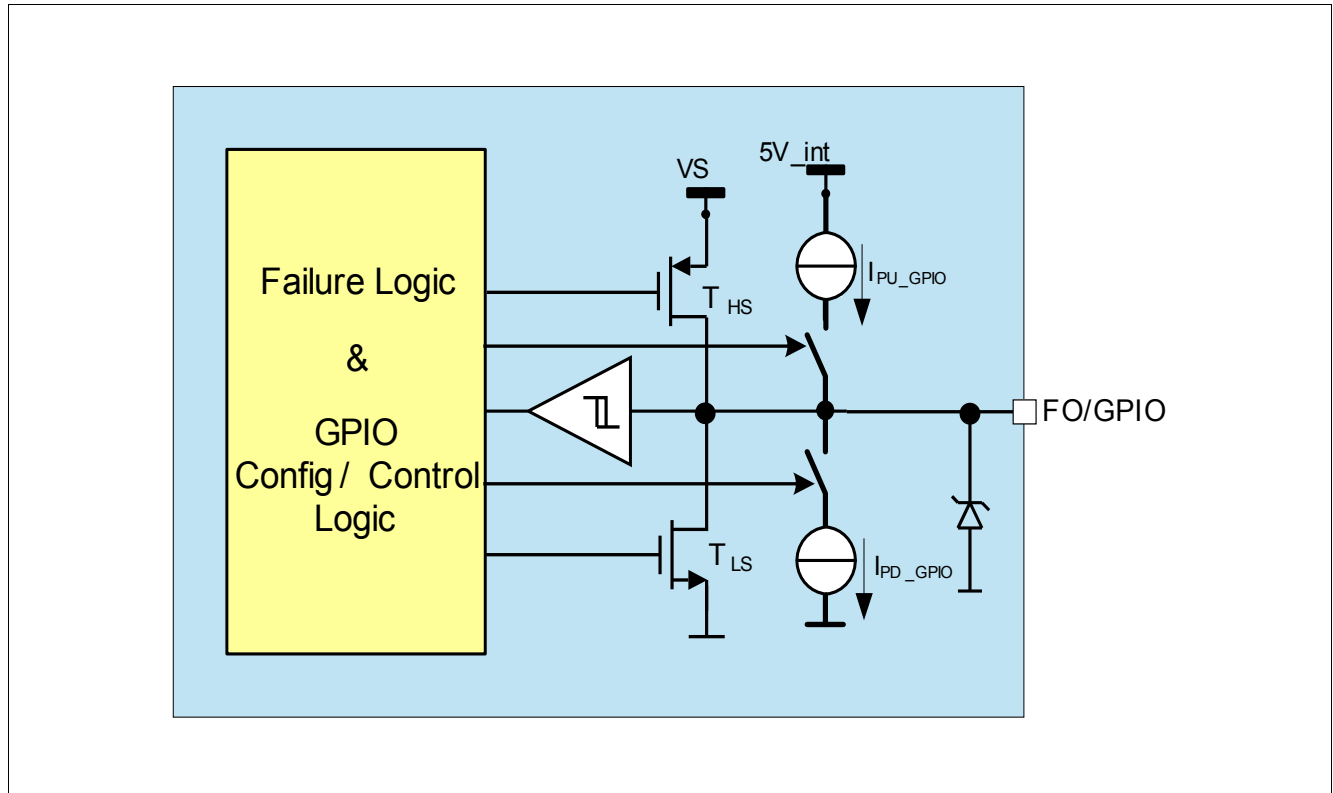 Failure Logic
&
GPIO
Config / Control
Logic
VS
5V_int
T HS
I PU_GPIO
FO/GPIO
T LS
I PD_GPIO